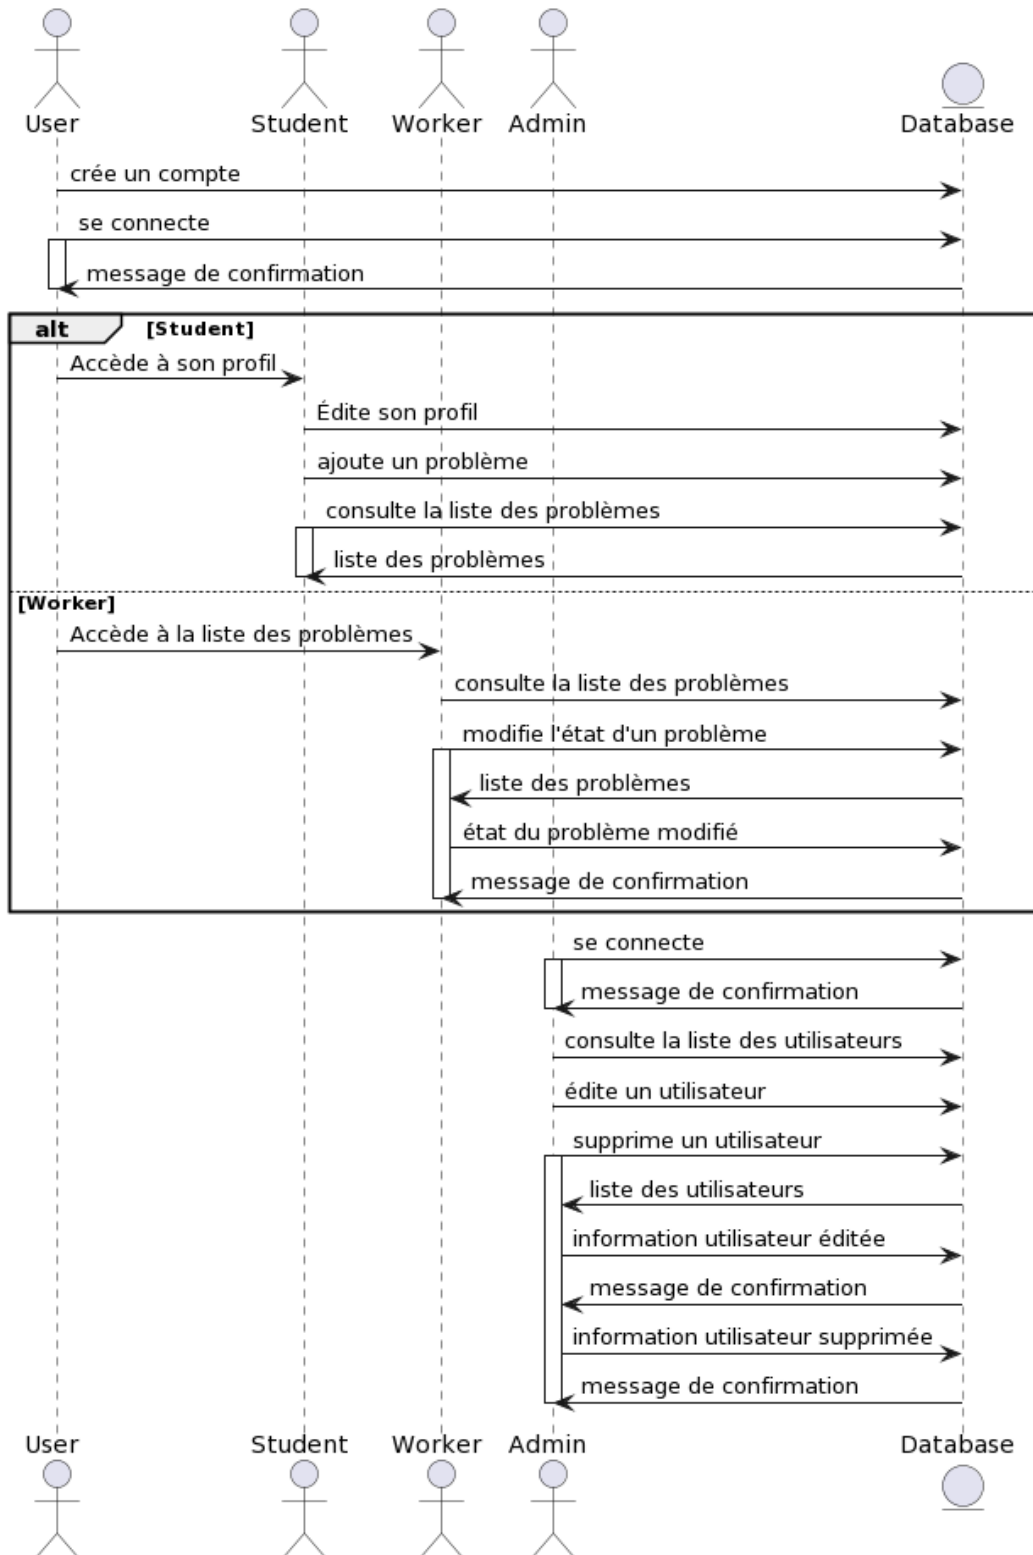 User
Student
Worker
Admin
Database
crée un compte
se connecte
message de confirmation
alt
[Student]
Accède à son profil
Édite son profil
ajoute un problème
consulte la liste des problèmes
liste des problèmes
[Worker]
Accède à la liste des problèmes
consulte la liste des problèmes
modifie l'état d'un problème
liste des problèmes
état du problème modifié
message de confirmation
se connecte
message de confirmation
consulte la liste des utilisateurs
édite un utilisateur
supprime un utilisateur
liste des utilisateurs
information utilisateur éditée
message de confirmation
information utilisateur supprimée
message de confirmation
User
Student
Worker
Admin
Database